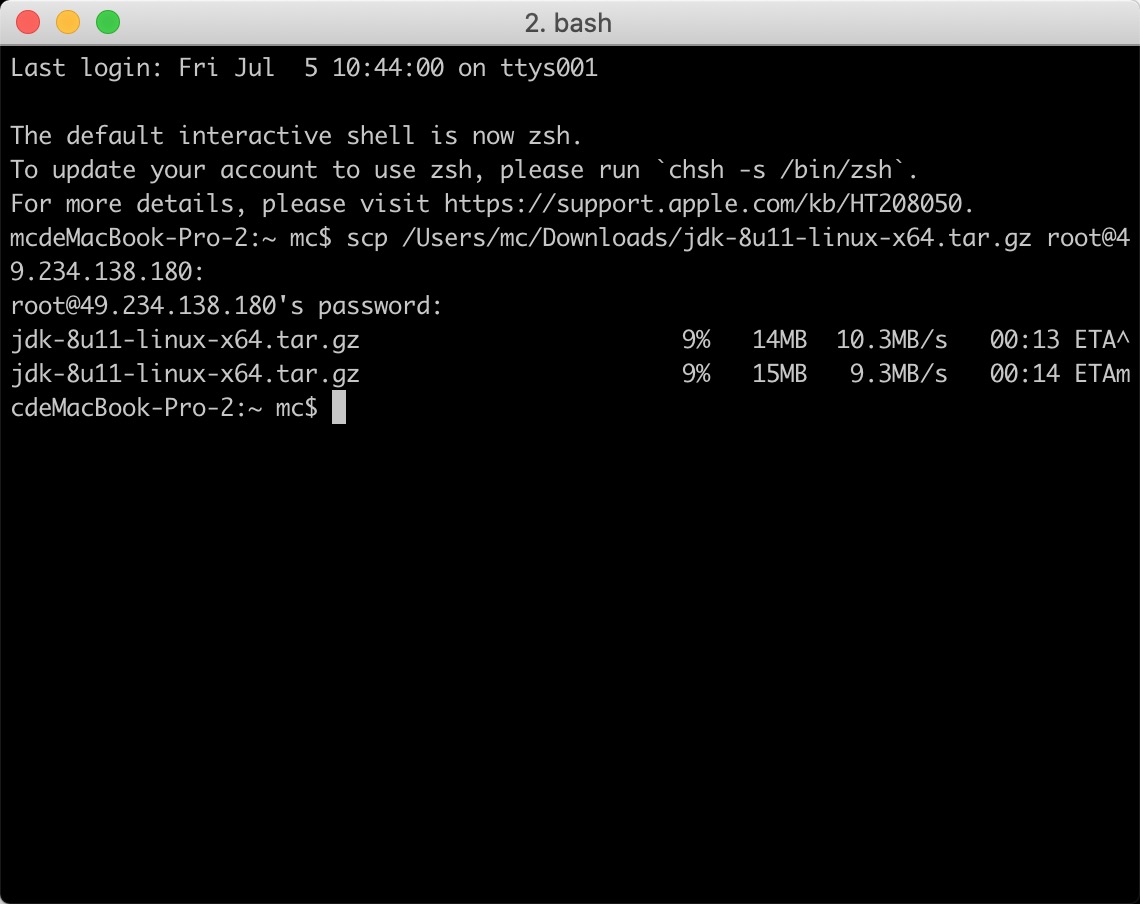 2. bash
Last login: Fri Jul  5 10:44:00 on ttys001
The default interactive shell is now zsh.
To update your account to use zsh, please run `chsh -s /bin/zsh`.
For more details, please visit https://support.apple.com/kb/HT208050.
mcdeMacBook-Pro-2:~ mc$ scp /Users/mc/Downloads/jdk-8u11-linux-x64.tar.gz root@4
9.234.138.180:
root@49.234.138.180's password:
jdk-8u11-linux-x64.tar.gz                       9%   14MB  10.3MB/s   00:13 ETA^
jdk-8u11-linux-x64.tar.gz                       9%   15MB   9.3MB/s   00:14 ETAm
cdeMacBook-Pro-2:~ mc$